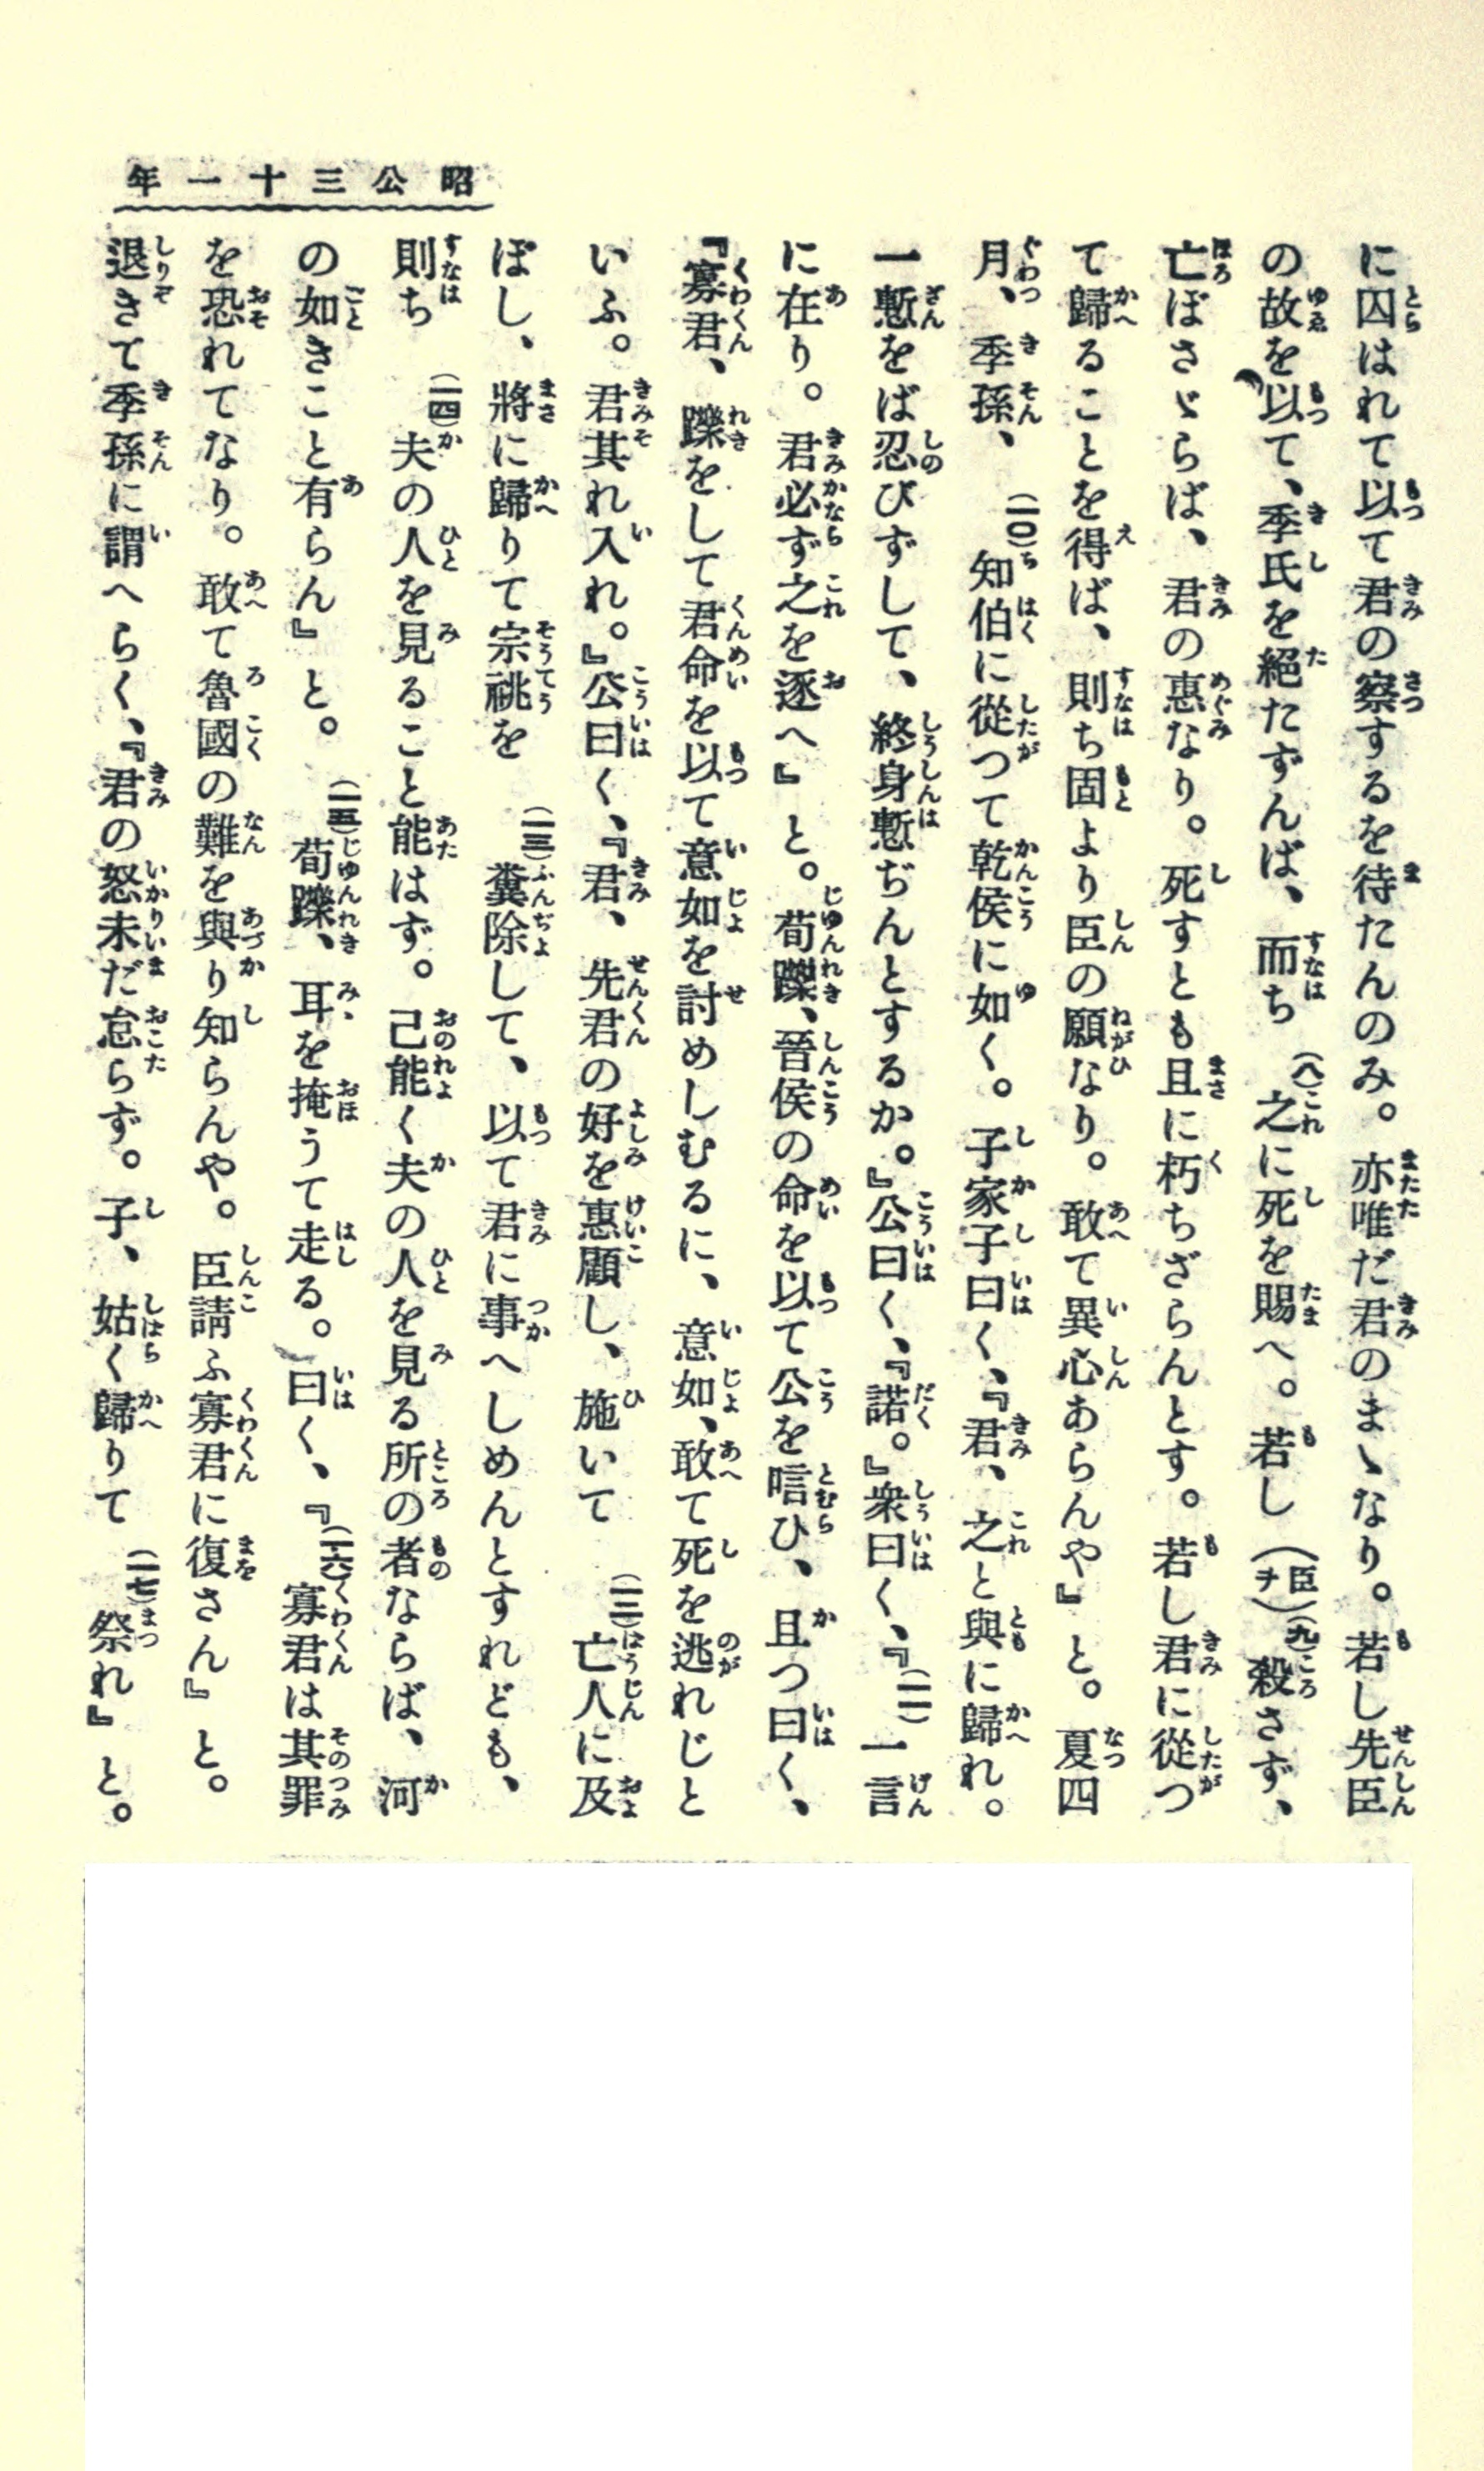 昭公三十一年
に囚はれて以て君の察するを待たんのみ。亦唯だ君のまゝなり。若し先臣
の故を以て、季氏を絶たずんば、而ち(八)之に死を賜へ。若し(臣ヲ)(九)殺さず、
亡ぼさゞらば、君の惠なり。死すとも且に朽ちざらんとす。若し君に從つ
て歸ることを得ば、則ち固より臣の願なり。敢て異心あらんや』と。夏四
月、季孫、(一〇)知伯に從つて乾侯に如く。子家子曰く、『君、之と與に歸れ。
一慙をば忍びずして、終身慙ぢんとするか。』公曰く、『諾。』衆曰く、『(一一)一言
に在り。君必ず之を逐へ』と。荀躒、晉侯の命を以て公を唁ひ、且つ曰く、
『寡君、躒をして君命を以て意如を討めしむるに、意如、敢て死を逃れじと
いふ。君其れ入れ。』公曰く、『君、先君の好を惠顧し、施いて(一二)亡人に及
ぼし、將に歸りて宗祧を(一三)糞除して、以て君に事へしめんとすれども、
則ち(一四)夫の人を見ること能はず。己能く夫の人を見る所の者ならば、河
の如きこと有らん』と。(一五)荀躒、耳を掩うて走る。曰く、『(一六)寡君は其罪
を恐れてなり。敢て魯國の難を與り知らんや。臣請ふ寡君に復さん』と。
退きて季孫に謂へらく、『君の怒未だ怠らず。子、姑く歸りて(一七)祭れ』と。